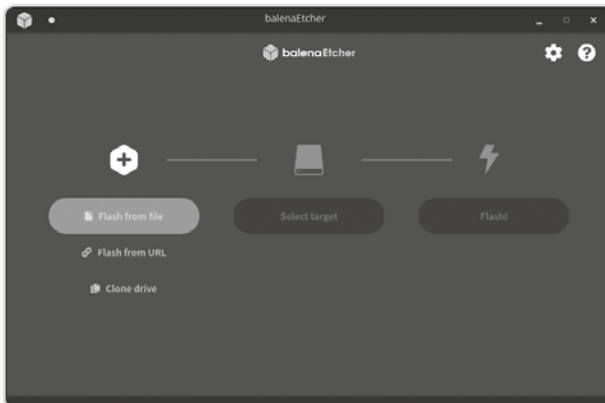 balenaEtcher
balenaEtcher
Flash from file
Select target
Flash!
Flash from URL
Clone drive